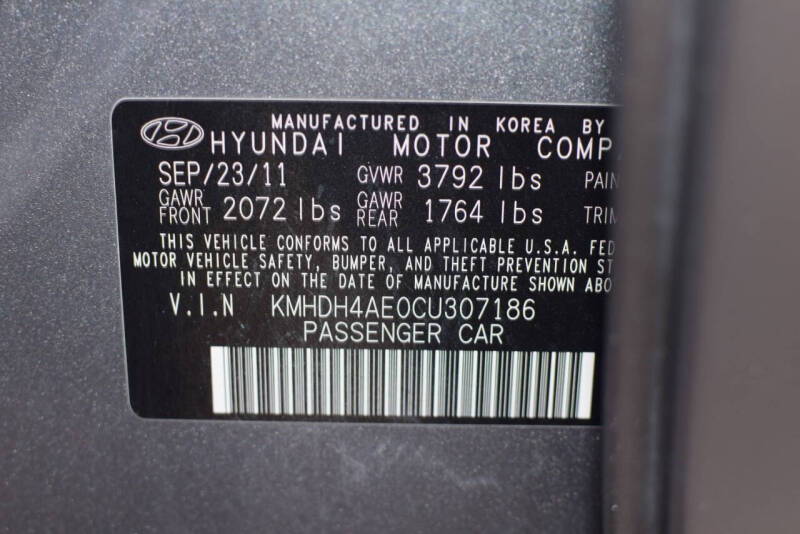 MANUFACTURED IN KOREA BY
HYUNDAI MOTOR COMP
SEP/23/11 GVWR 3792 lbs PAIN
GAWR FRONT 2072 lbs GAWR REAR 1764 lbs TRIM
THIS VEHICLE CONFORMS TO ALL APPLICABLE U.S.A. FED
MOTOR VEHICLE SAFETY, BUMPER, AND THEFT PREVENTION ST
IN EFFECT ON THE DATE OF MANUFACTURE SHOWN ABO
V.I.N KMHDH4AE0CU307186
PASSENGER CAR